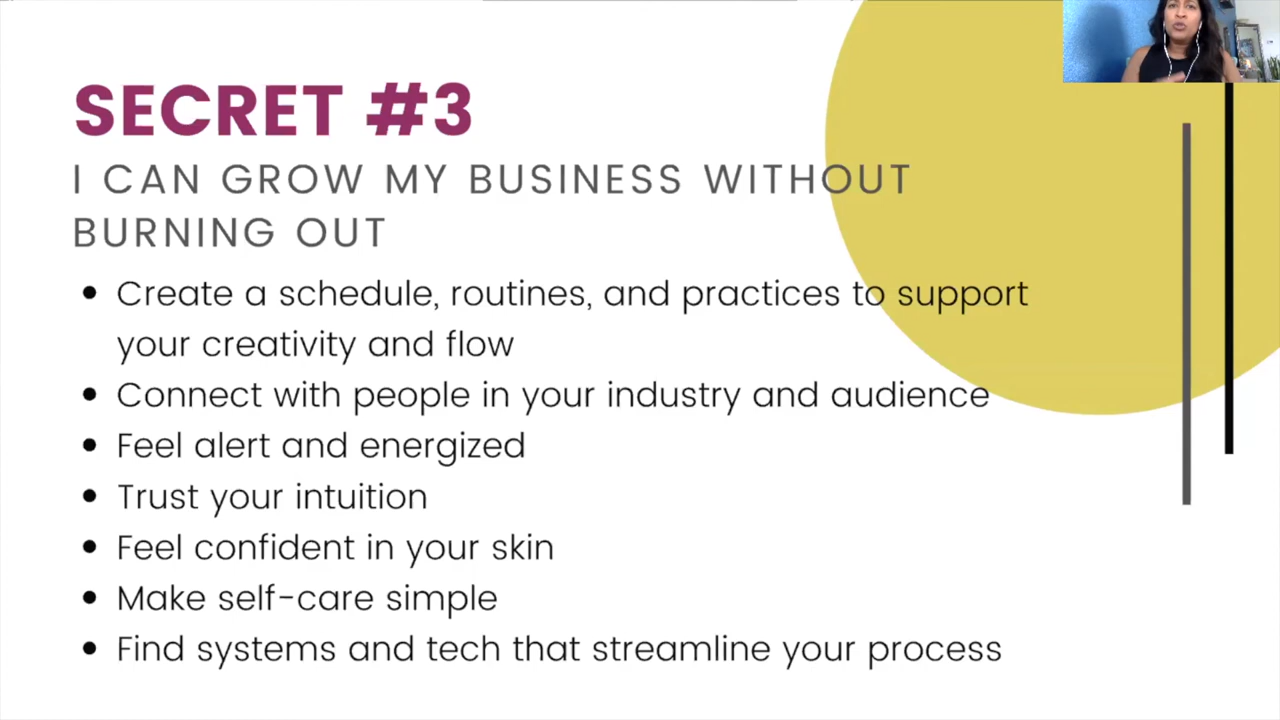 SECRET #3
I CAN GROW MY BUSINESS WITHOUT
BURNING OUT
• Create a schedule, routines, and practices to support
your creativity and flow
• Connect with people in your industry and audience
• Feel alert and energized
• Trust your intuition
• Feel confident in your skin
• Make self-care simple
• Find systems and tech that streamline your process